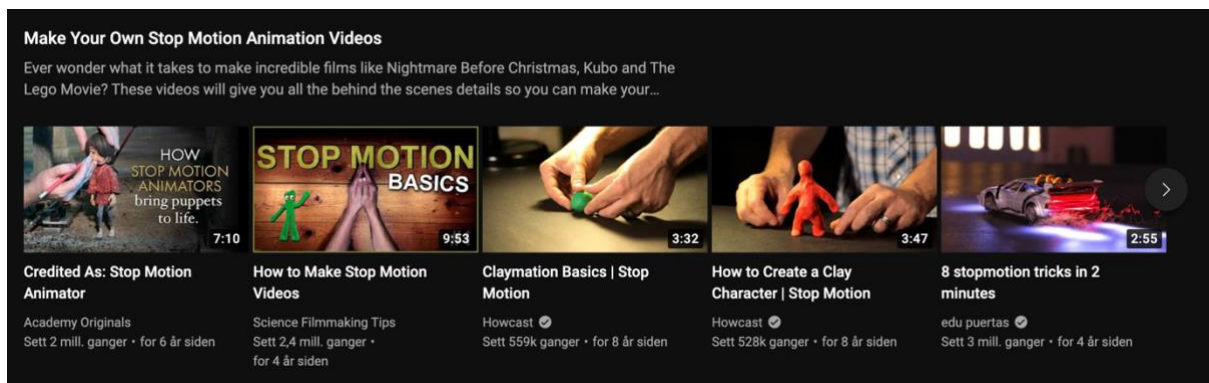 Make Your Own Stop Motion Animation Videos
Ever wonder what it takes to make incredible films like Nightmare Before Christmas, Kubo and The
Lego Movie? These videos will give you all the behind the scenes details so you can make your...
HOW
STOP MOTION
ANIMATORS
bring puppets
to life.
7:10
Credited As: Stop Motion
Animator
Academy Originals
Sett 2 mill. ganger • for 6 år siden
STOP MOTION
BASICS
9:53
How to Make Stop Motion
Videos
Science Filmmaking Tips
Sett 2,4 mill. ganger •
for 4 år siden
3:32
Claymation Basics | Stop
Motion
Howcast
Sett 559k ganger • for 8 år siden
3:47
How to Create a Clay
Character | Stop Motion
Howcast
Sett 528k ganger • for 8 år siden
2:55
8 stopmotion tricks in 2
minutes
edu puertas
Sett 3 mill. ganger • for 4 år siden